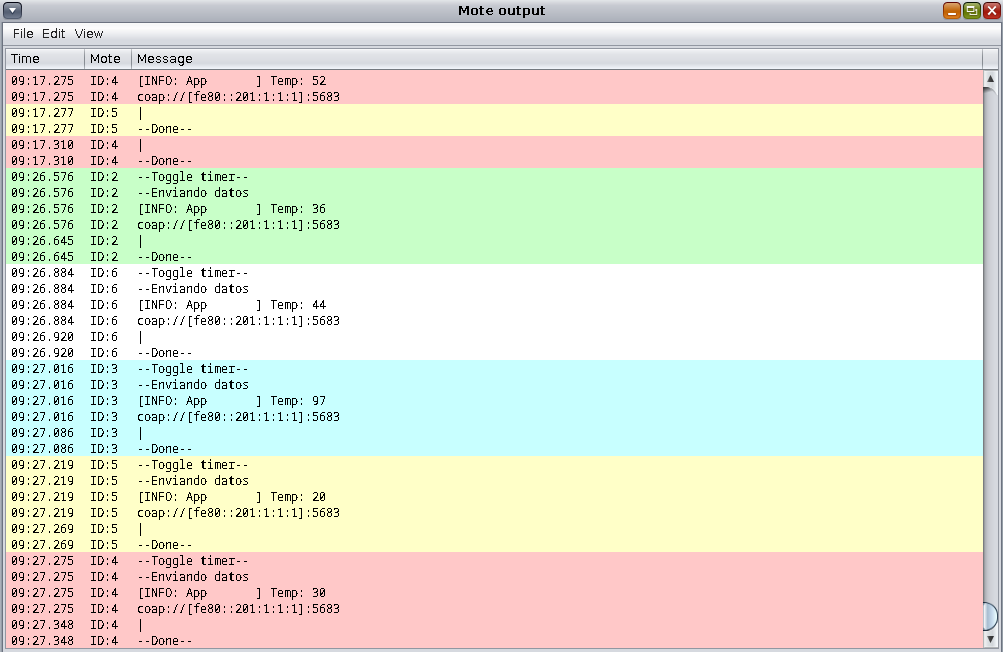 Mote output
File Edit View
Time Mote Message
09:17.275 ID:4 [INFO: App       ] Temp: 52
09:17.275 ID:4 coap://[fe80::201:1:1:1]:5683
09:17.277 ID:5 |
09:17.277 ID:5 --Done--
09:17.310 ID:4 |
09:17.310 ID:4 --Done--
09:26.576 ID:2 --Toggle timer--
09:26.576 ID:2 --Enviando datos
09:26.576 ID:2 [INFO: App       ] Temp: 36
09:26.576 ID:2 coap://[fe80::201:1:1:1]:5683
09:26.645 ID:2 |
09:26.645 ID:2 --Done--
09:26.884 ID:6 --Toggle timer--
09:26.884 ID:6 --Enviando datos
09:26.884 ID:6 [INFO: App       ] Temp: 44
09:26.884 ID:6 coap://[fe80::201:1:1:1]:5683
09:26.920 ID:6 |
09:26.920 ID:6 --Done--
09:27.016 ID:3 --Toggle timer--
09:27.016 ID:3 --Enviando datos
09:27.016 ID:3 [INFO: App       ] Temp: 97
09:27.016 ID:3 coap://[fe80::201:1:1:1]:5683
09:27.086 ID:3 |
09:27.086 ID:3 --Done--
09:27.219 ID:5 --Toggle timer--
09:27.219 ID:5 --Enviando datos
09:27.219 ID:5 [INFO: App       ] Temp: 20
09:27.219 ID:5 coap://[fe80::201:1:1:1]:5683
09:27.269 ID:5 |
09:27.269 ID:5 --Done--
09:27.275 ID:4 --Toggle timer--
09:27.275 ID:4 --Enviando datos
09:27.275 ID:4 [INFO: App       ] Temp: 30
09:27.275 ID:4 coap://[fe80::201:1:1:1]:5683
09:27.348 ID:4 |
09:27.348 ID:4 --Done--